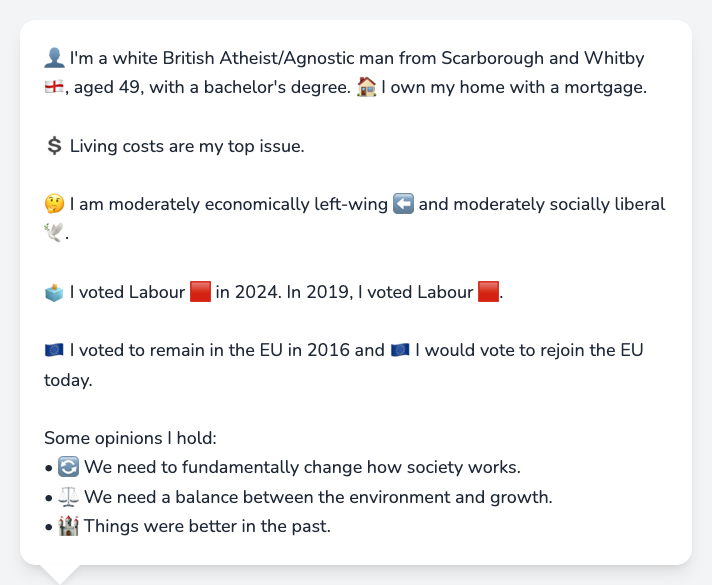 👤 I'm a white British Atheist/Agnostic man from Scarborough and Whitby
🏴󠁧󠁢󠁥󠁮󠁧󠁿, aged 49, with a bachelor's degree. 🏠 I own my home with a mortgage.
💲 Living costs are my top issue.
🤔 I am moderately economically left-wing ⬅️ and moderately socially liberal
🕊️.
🗳️ I voted Labour 🟥 in 2024. In 2019, I voted Labour 🟥.
🇪🇺 I voted to remain in the EU in 2016 and 🇪🇺 I would vote to rejoin the EU
today.
Some opinions I hold:
• 🔄 We need to fundamentally change how society works.
• ⚖️ We need a balance between the environment and growth.
• 🏰 Things were better in the past.